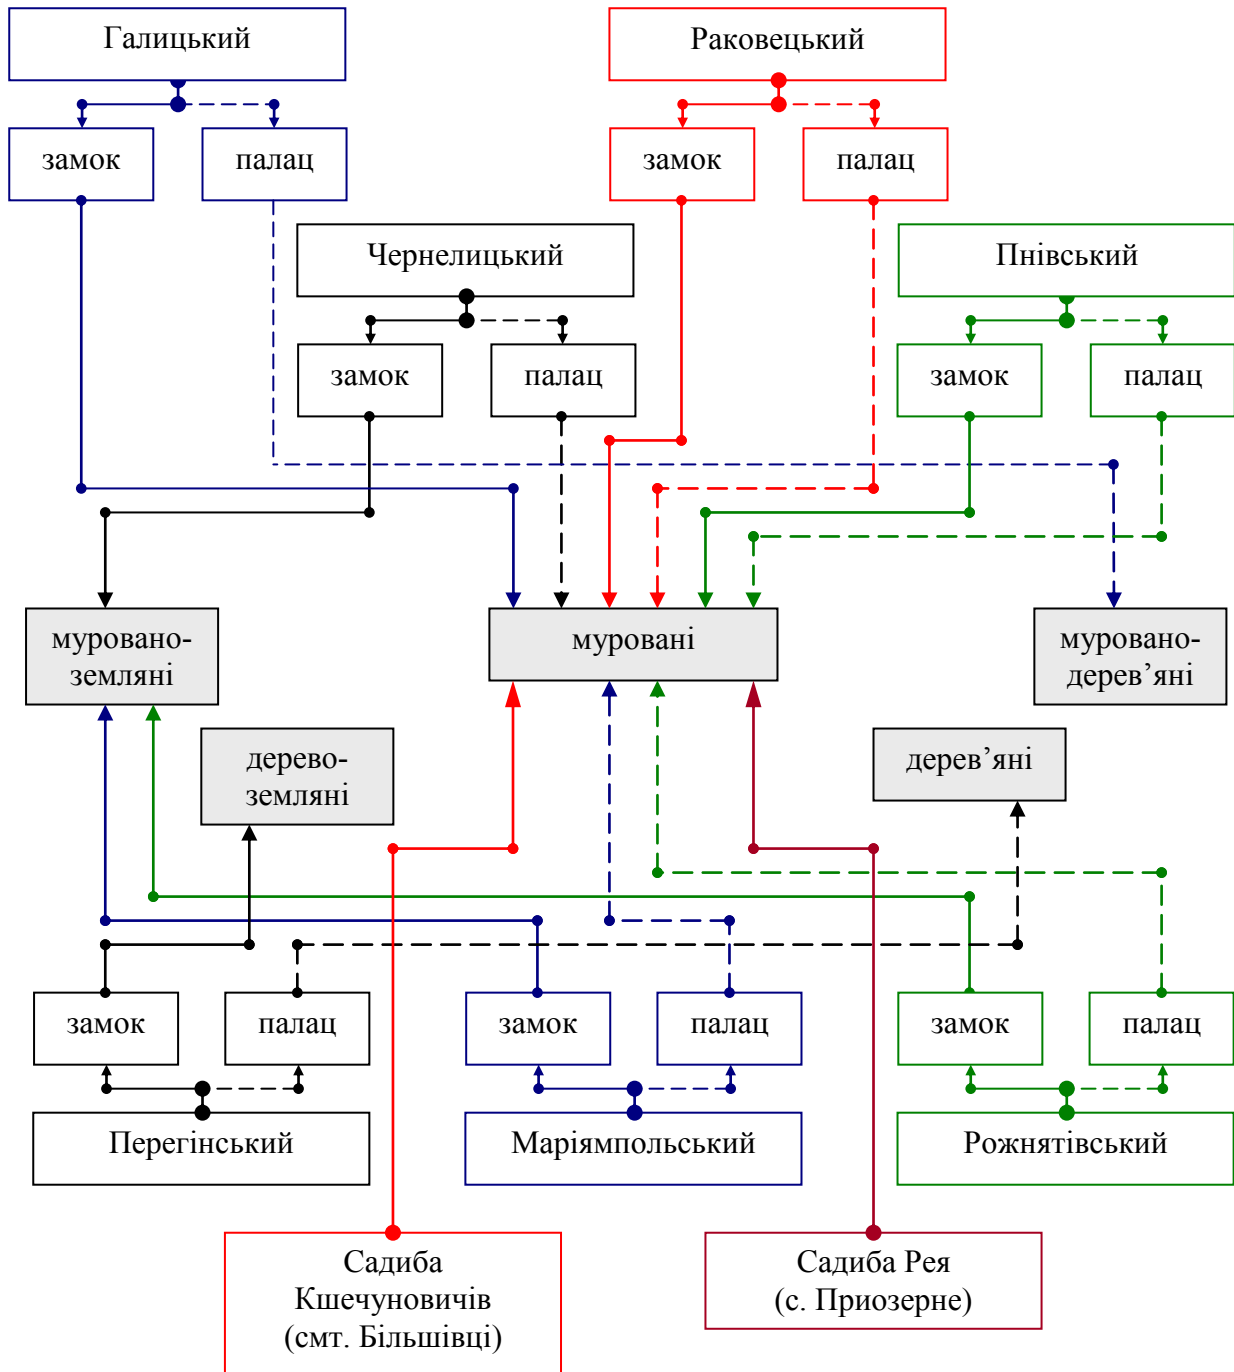 Галицький
Раковецький
замок
палац
замок
палац
Чернелицький
Пнівський
замок
палац
замок
палац
муровано-
земляні
муровані
муровано-
дерев’яні
дерево-
земляні
дерев’яні
замок
палац
замок
палац
замок
палац
Перегінський
Маріямпольський
Рожнятівський
Садиба
Кшечуновичів
(смт. Більшівці)
Садиба Рея
(с. Приозерне)